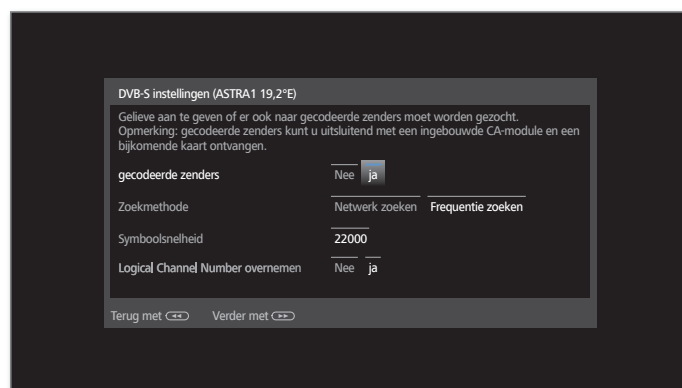 DVB-S instellingen (ASTRA1 19,2°E)
Gelieve aan te geven of er ook naar gecodeerde zenders moet worden gezocht.
Opmerking: gecodeerde zenders kunt u uitsluitend met een ingebouwde CA-module en een
bijkomende kaart ontvangen.
gecodeerde zenders Nee ja
Zoekmethode Netwerk zoeken Frequentie zoeken
Symboolsnelheid 22000
Logical Channel Number overnemen Nee ja
Terug met Verder met